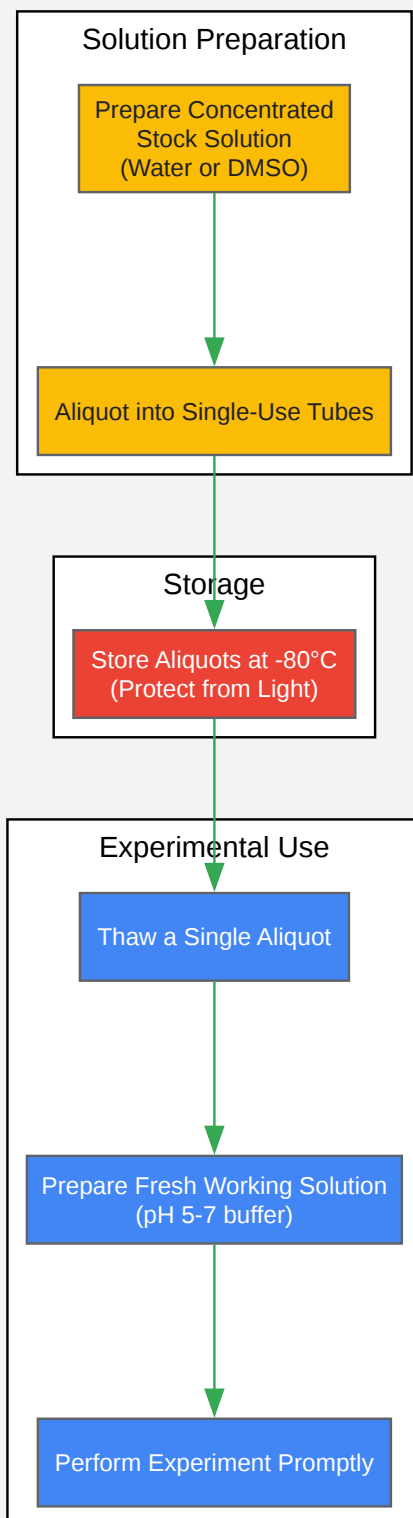 Solution Preparation
Prepare Concentrated
Stock Solution
(Water or DMSO)
Aliquot into Single-Use Tubes
Storage
Store Aliquots at -80°C
(Protect from Light)
Experimental Use
Thaw a Single Aliquot
Prepare Fresh Working Solution
(pH 5-7 buffer)
Perform Experiment Promptly